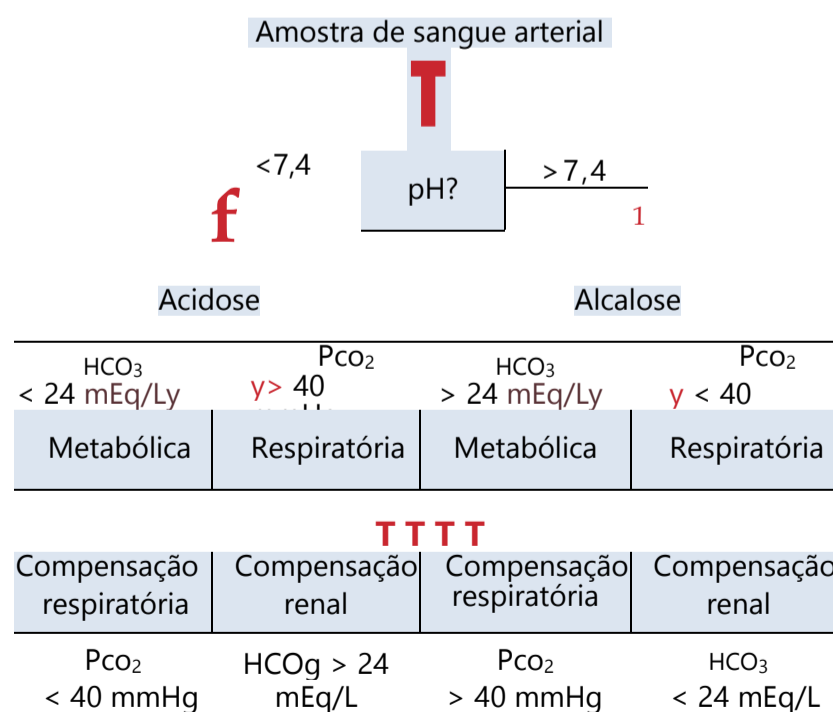 Amostra de sangue arterial
T
<7,4
pH?
>7,4
f
1
Acidose
Alcalose
HCO₃
< 24 mEq/Ly
Pco₂
y> 40
HCO₃
> 24 mEq/Ly
Pco₂
y < 40
Metabólica
Respiratória
Metabólica
Respiratória
T T T T
Compensação
respiratória
Compensação
renal
Compensação
respiratória
Compensação
renal
Pco₂
< 40 mmHg
HCOg > 24
mEq/L
Pco₂
> 40 mmHg
HCO₃
< 24 mEq/L